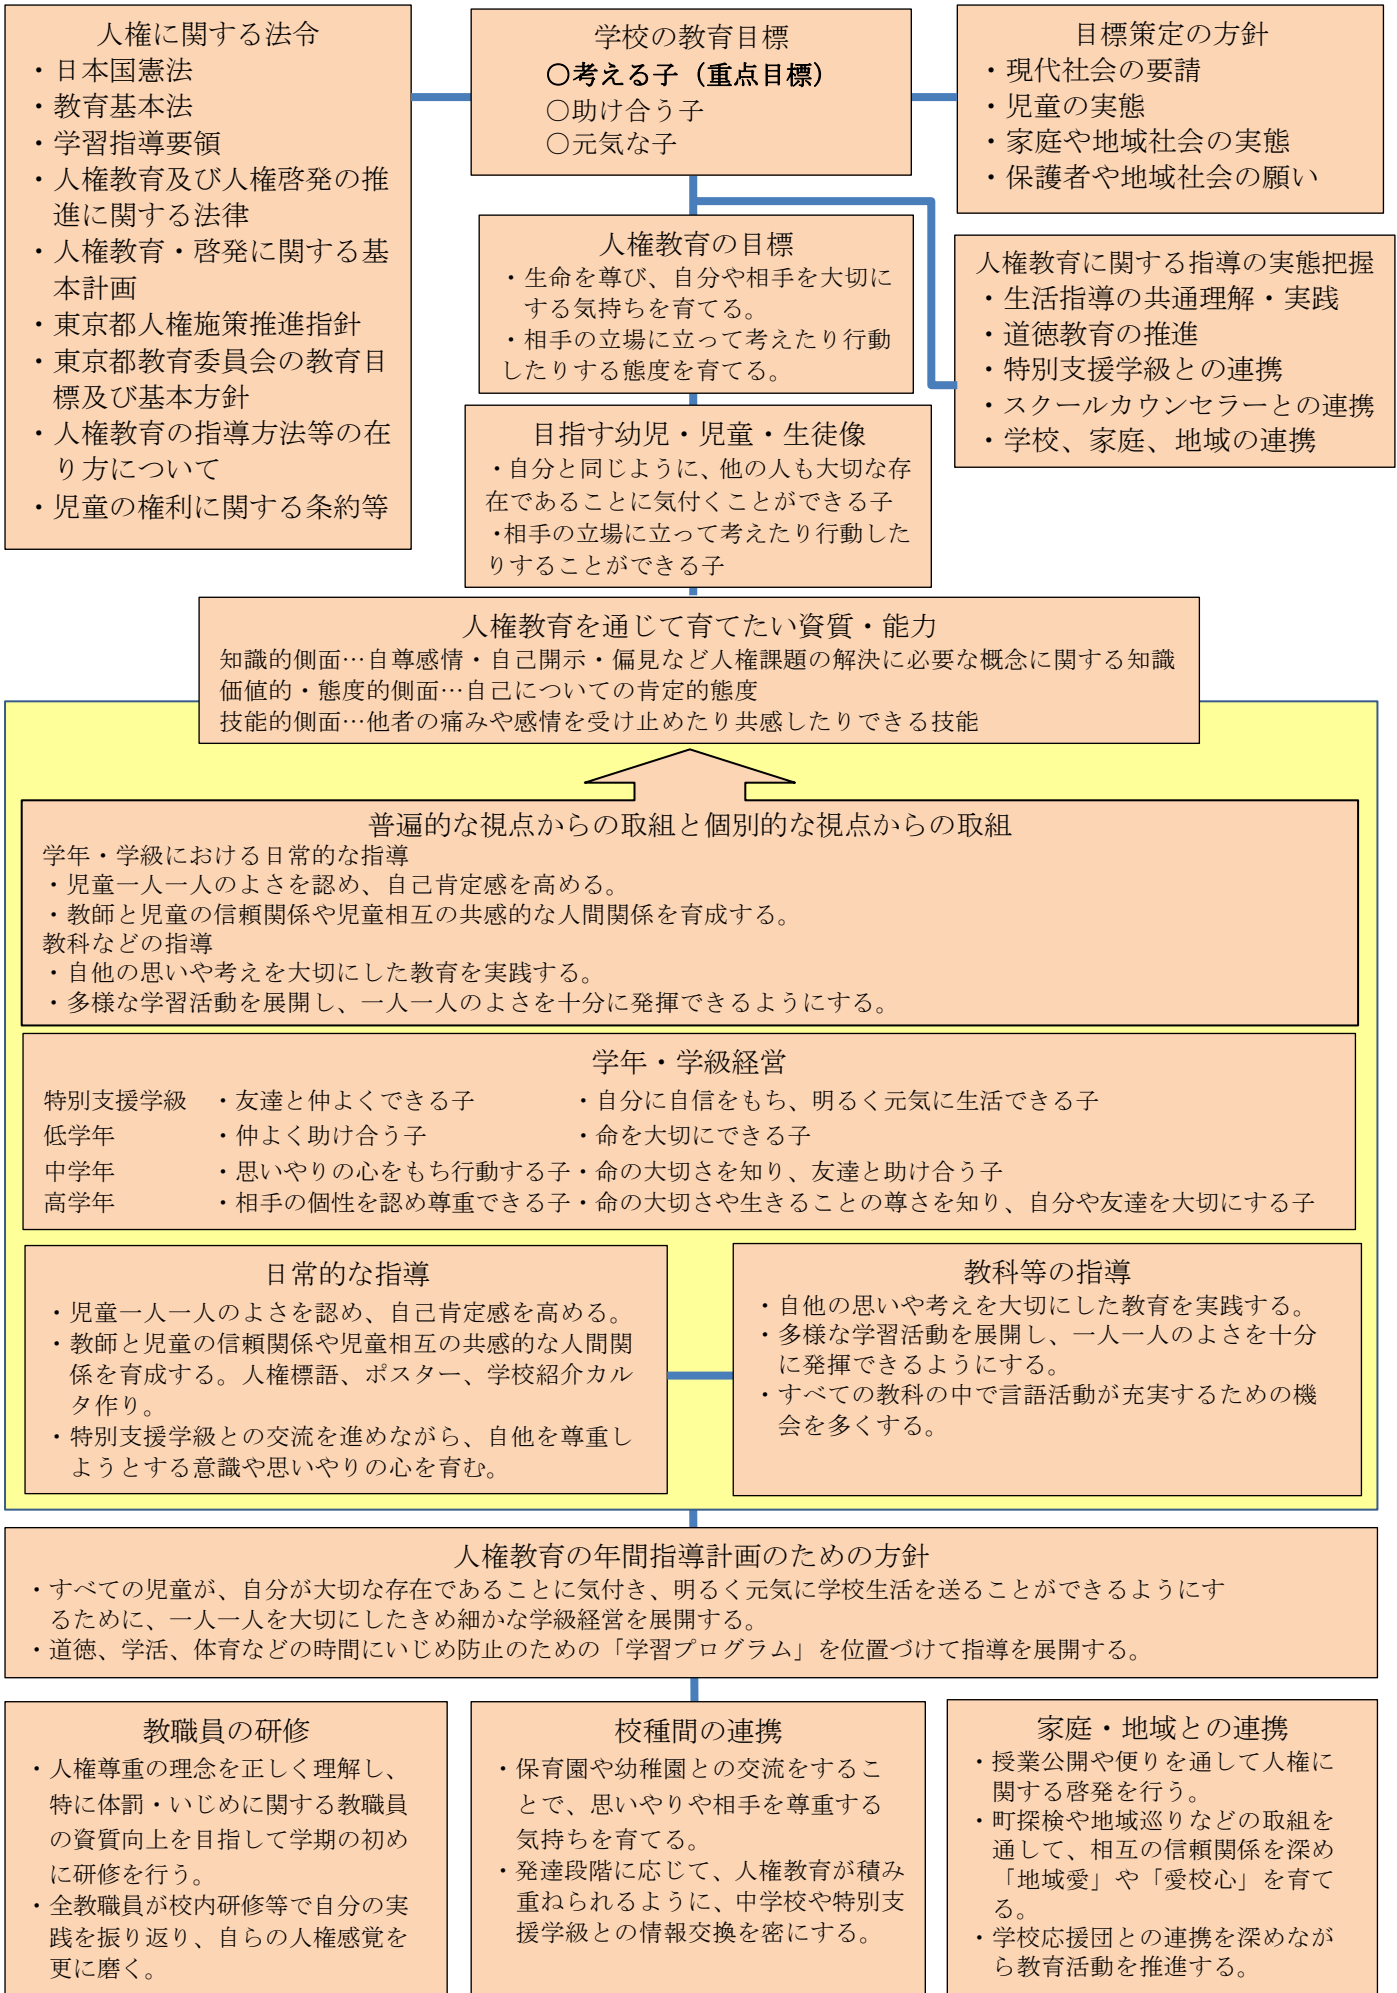 人権に関する法令
・日本国憲法
・教育基本法
・学習指導要領
・人権教育及び人権啓発の推
進に関する法律
・人権教育・啓発に関する基
本計画
・東京都人権施策推進指針
・東京都教育委員会の教育目
標及び基本方針
・人権教育の指導方法等の在
り方について
・児童の権利に関する条約等
学校の教育目標
○考える子（重点目標）
○助け合う子
○元気な子
目標策定の方針
・現代社会の要請
・児童の実態
・家庭や地域社会の実態
・保護者や地域社会の願い
人権教育の目標
・生命を尊び、自分や相手を大切に
する気持ちを育てる。
・相手の立場に立って考えたり行動
したりする態度を育てる。
人権教育に関する指導の実態把握
・生活指導の共通理解・実践
・道徳教育の推進
・特別支援学級との連携
・スクールカウンセラーとの連携
・学校、家庭、地域の連携
目指す幼児・児童・生徒像
・自分と同じように、他の人も大切な存
在であることに気付くことができる子
・相手の立場に立って考えたり行動した
りすることができる子
人権教育を通じて育てたい資質・能力
知識的側面…自尊感情・自己開示・偏見など人権課題の解決に必要な概念に関する知識
価値的・態度的側面…自己についての肯定的態度
技能的側面…他者の痛みや感情を受け止めたり共感したりできる技能
普遍的な視点からの取組と個別的な視点からの取組
学年・学級における日常的な指導
・児童一人一人のよさを認め、自己肯定感を高める。
・教師と児童の信頼関係や児童相互の共感的な人間関係を育成する。
教科などの指導
・自他の思いや考えを大切にした教育を実践する。
・多様な学習活動を展開し、一人一人のよさを十分に発揮できるようにする。
学年・学級経営
特別支援学級 ・友達と仲よくできる子 ・自分に自信をもち、明るく元気に生活できる子
低学年 ・仲よく助け合う子 ・命を大切にできる子
中学年 ・思いやりの心をもち行動する子・命の大切さを知り、友達と助け合う子
高学年 ・相手の個性を認め尊重できる子・命の大切さや生きることの尊さを知り、自分や友達を大切にする子
日常的な指導
・児童一人一人のよさを認め、自己肯定感を高める。
・教師と児童の信頼関係や児童相互の共感的な人間関
係を育成する。人権標語、ポスター、学校紹介カル
タ作り。
・特別支援学級との交流を進めながら、自他を尊重し
ようとする意識や思いやりの心を育む。
教科等の指導
・自他の思いや考えを大切にした教育を実践する。
・多様な学習活動を展開し、一人一人のよさを十分
に発揮できるようにする。
・すべての教科の中で言語活動が充実するための機
会を多くする。
人権教育の年間指導計画のための方針
・すべての児童が、自分が大切な存在であることに気付き、明るく元気に学校生活を送ることができるようにす
るために、一人一人を大切にしたきめ細かな学級経営を展開する。
・道徳、学活、体育などの時間にいじめ防止のための「学習プログラム」を位置づけて指導を展開する。
教職員の研修
・人権尊重の理念を正しく理解し、
特に体罰・いじめに関する教職員
の資質向上を目指して学期の初め
に研修を行う。
・全教職員が校内研修等で自分の実
践を振り返り、自らの人権感覚を
更に磨く。
校種間の連携
・保育園や幼稚園との交流をするこ
とで、思いやりや相手を尊重する
気持ちを育てる。
・発達段階に応じて、人権教育が積み
重ねられるように、中学校や特別支
援学級との情報交換を密にする。
家庭・地域との連携
・授業公開や便りを通して人権に
関する啓発を行う。
・町探検や地域巡りなどの取組を
通して、相互の信頼関係を深め
「地域愛」や「愛校心」を育て
る。
・学校応援団との連携を深めなが
ら教育活動を推進する。